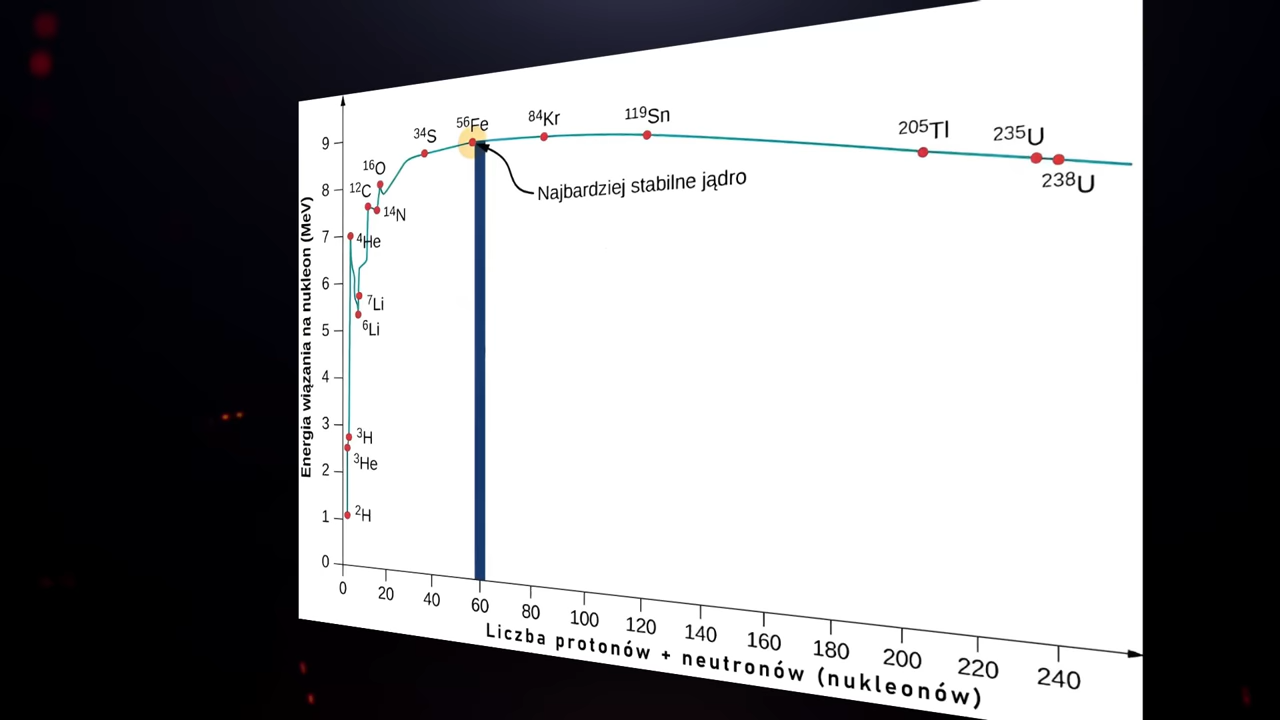 Energia wiązania na nukleon (MeV)
9
8
7
6
5
4
3
2
1
0
0 20 40 60 80 100 120 140 160 180 200 220 240
Liczba protonów + neutronów (nukleonów)
²H
³He
³H
⁶Li
⁷Li
⁴He
¹²C
¹⁴N
¹⁶O
³⁴S
⁵⁶Fe
⁸⁴Kr
¹¹⁹Sn
²⁰⁵Tl
²³⁵U
²³⁸U
Najbardziej stabilne jądro